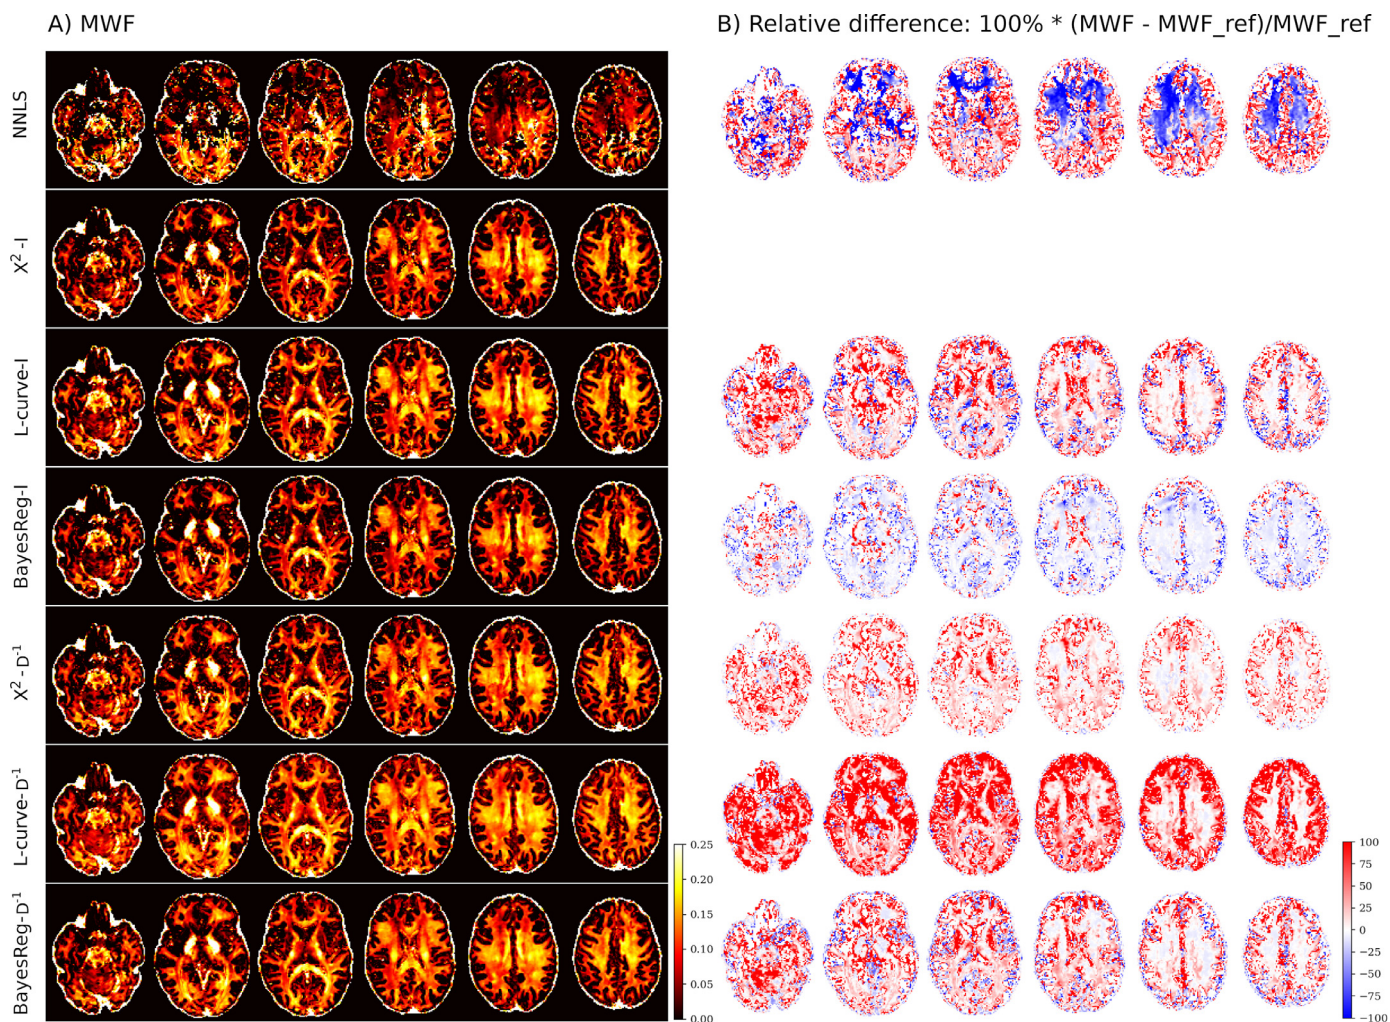 A) MWF
B) Relative difference: 100% * (MWF - MWF_ref)/MWF_ref
NNLS
X²-I
L-curve-I
BayesReg-I
X²-D⁻¹
L-curve-D⁻¹
BayesReg-D⁻¹
0.25
0.20
0.15
0.10
0.05
0.00
100
75
50
25
0
−25
−50
−75
−100